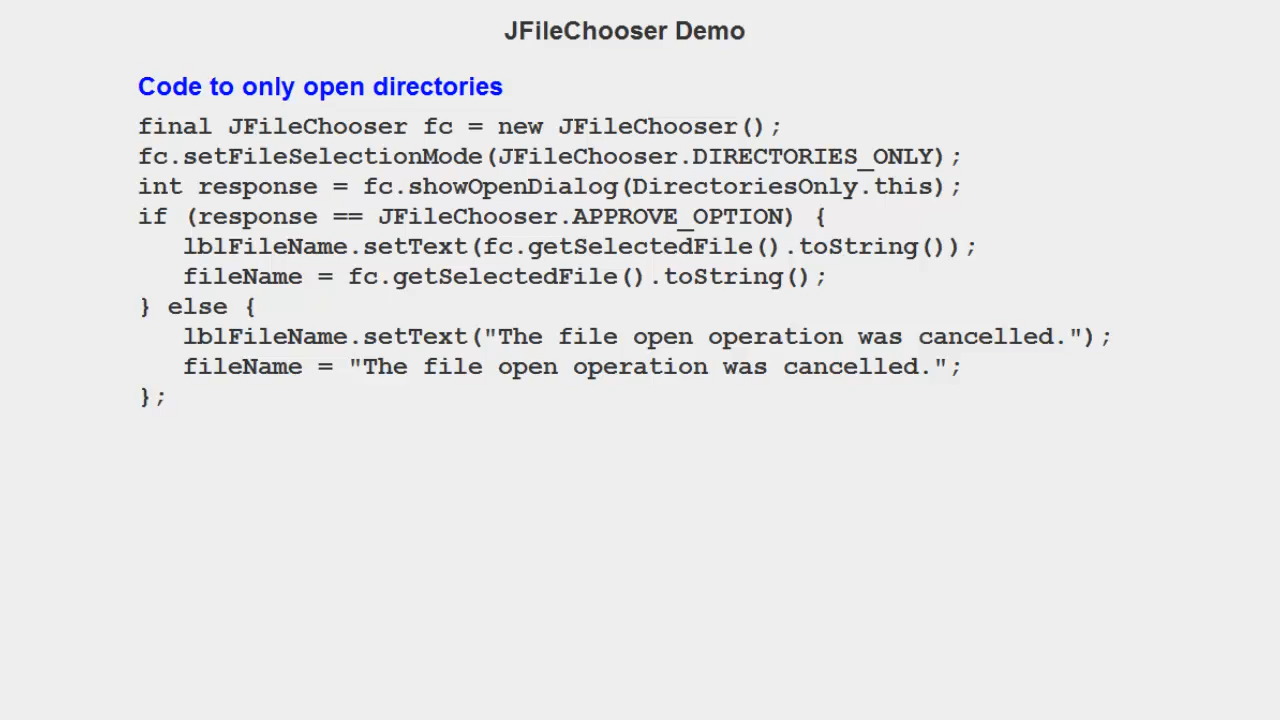 JFileChooser Demo
Code to only open directories
final JFileChooser fc = new JFileChooser();
fc.setFileSelectionMode(JFileChooser.DIRECTORIES_ONLY);
int response = fc.showOpenDialog(DirectoriesOnly.this);
if (response == JFileChooser.APPROVE_OPTION) {
   lblFileName.setText(fc.getSelectedFile().toString());
   fileName = fc.getSelectedFile().toString();
} else {
   lblFileName.setText("The file open operation was cancelled.");
   fileName = "The file open operation was cancelled.";
};